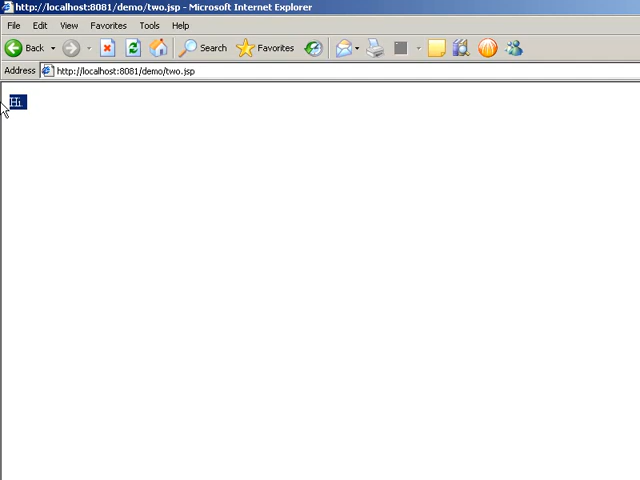 http://localhost:8081/demo/two.jsp - Microsoft Internet Explorer
File Edit View Favorites Tools Help
Back Search Favorites
Address http://localhost:8081/demo/two.jsp
Hi